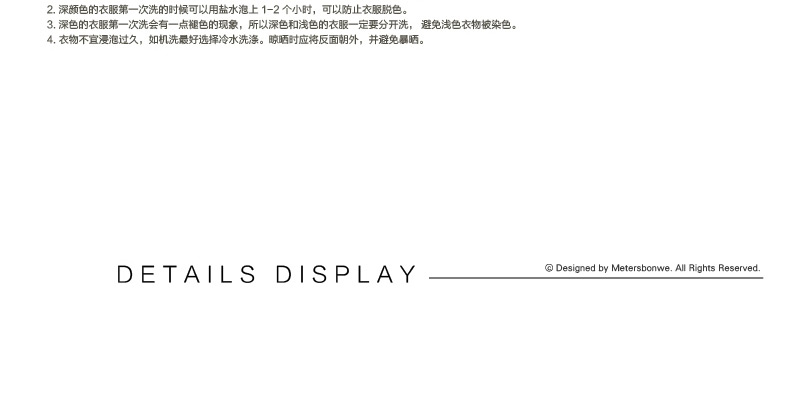 2. 深颜色的衣服第一次洗的时候可以用盐水泡上 1-2 个小时，可以防止衣服脱色。
3. 深色的衣服第一次洗会有一点褪色的现象，所以深色和浅色的衣服一定要分开洗， 避免浅色衣物被染色。
4. 衣物不宜浸泡过久，如机洗最好选择冷水洗涤。晾晒时应将反面朝外，并避免暴晒。
DETAILS DISPLAY
© Designed by Metersbonwe. All Rights Reserved.